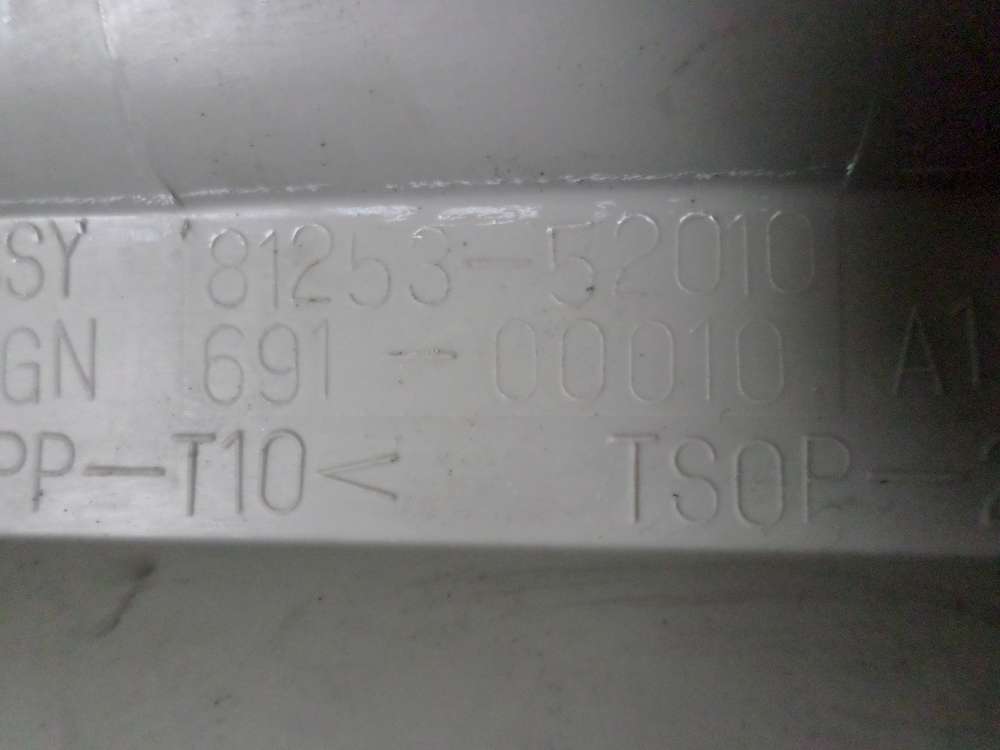 SY 81253-52010
GN 691-00010 A1
PP-T10< TSOP-